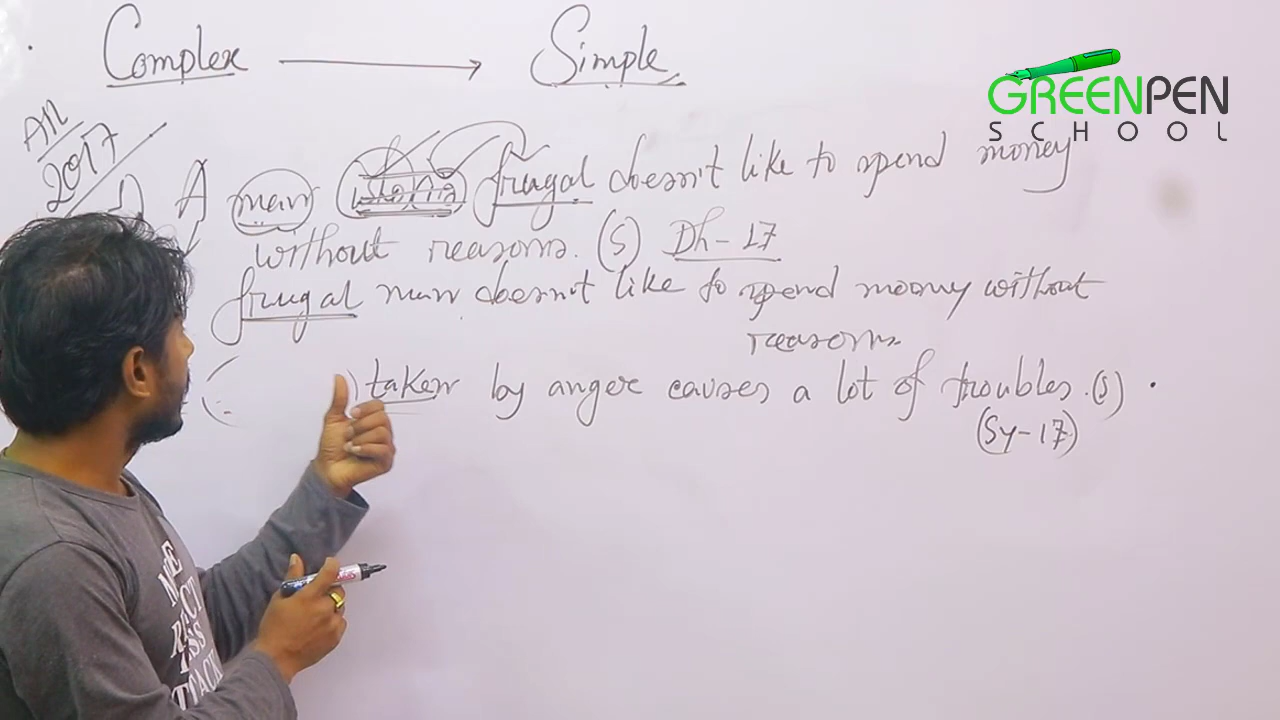 Complex → Simple
GREENPEN
SCHOOL
All
2017
1) A man who is frugal doesn't like to spend money
without reasons. (S) Dh-17
frugal man doesn't like to spend money without
reasons.
taken by anger causes a lot of troubles. (S)
(Sy-17)